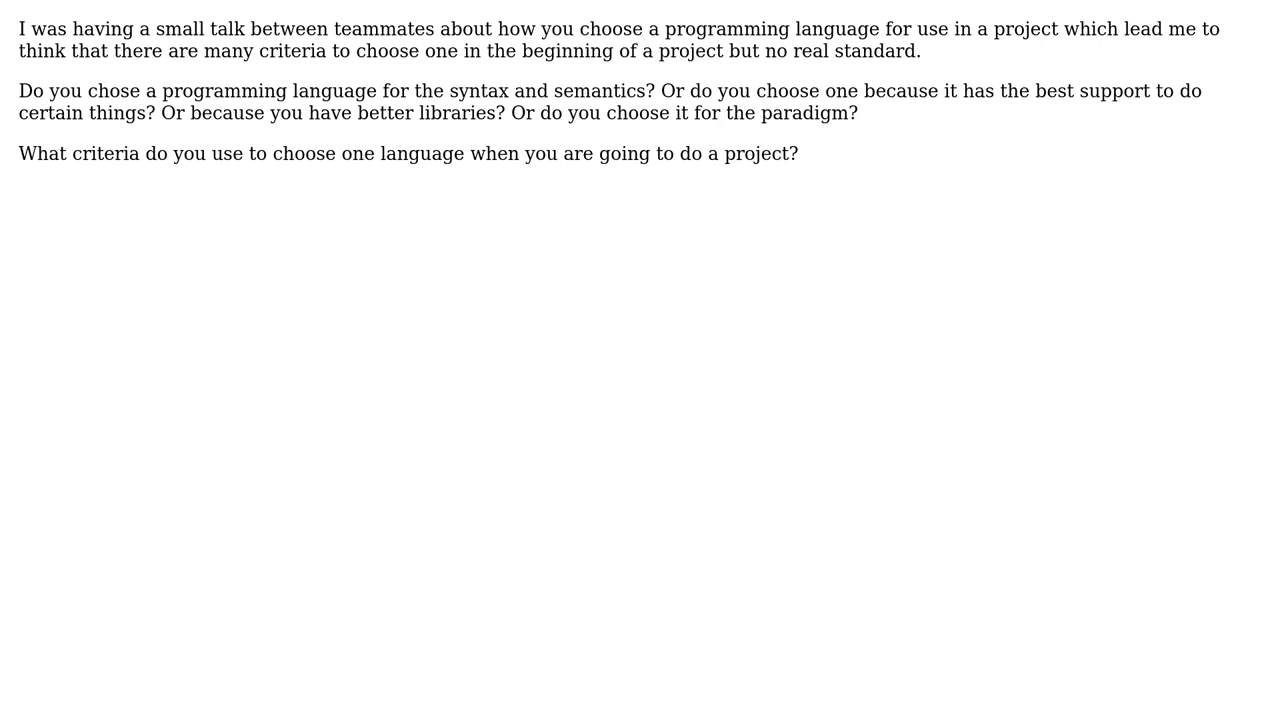 I was having a small talk between teammates about how you choose a programming language for use in a project which lead me to
think that there are many criteria to choose one in the beginning of a project but no real standard.
Do you chose a programming language for the syntax and semantics? Or do you choose one because it has the best support to do
certain things? Or because you have better libraries? Or do you choose it for the paradigm?
What criteria do you use to choose one language when you are going to do a project?